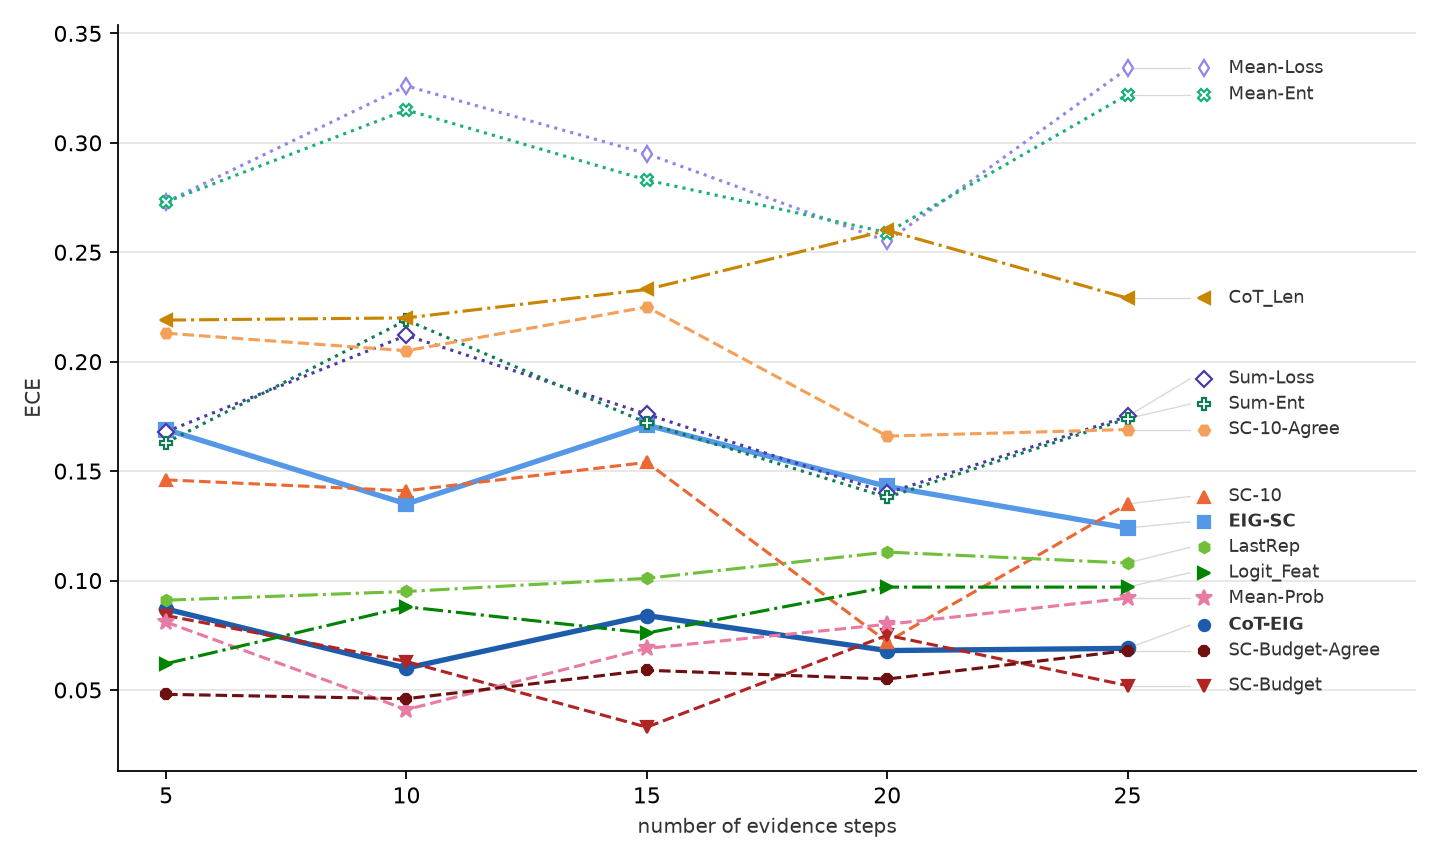 0.35
0.30
0.25
0.20
0.15
0.10
0.05
ECE
5 10 15 20 25
number of evidence steps
Mean-Loss
Mean-Ent
CoT_Len
Sum-Loss
Sum-Ent
SC-10-Agree
SC-10
EIG-SC
LastRep
Logit_Feat
Mean-Prob
CoT-EIG
SC-Budget-Agree
SC-Budget